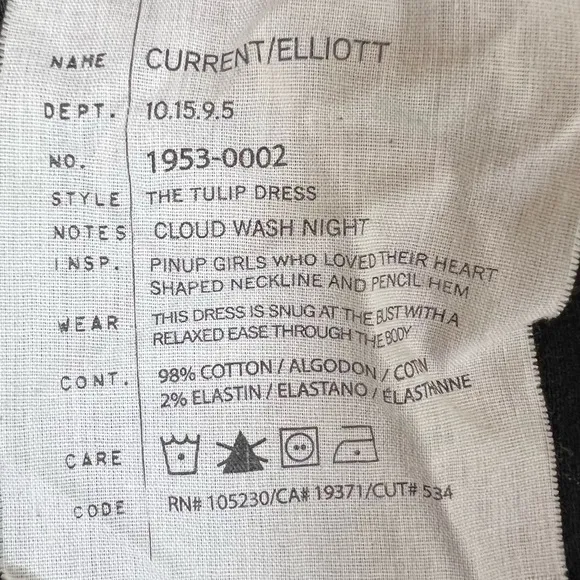 NAME CURRENT/ELLIOTT
DEPT. 10.15.9.5
NO. 1953-0002
STYLE THE TULIP DRESS
NOTES CLOUD WASH NIGHT
INSP. PINUP GIRLS WHO LOVED THEIR HEART
SHAPED NECKLINE AND PENCIL HEM
WEAR THIS DRESS IS SNUG AT THE BUST WITH A
RELAXED EASE THROUGH THE BODY
CONT. 98% COTTON / ALGODON / COTN
2% ELASTIN / ELASTANO / ÉLASTANNE
CARE
CODE RN# 105230/CA# 19371/CUT# 534